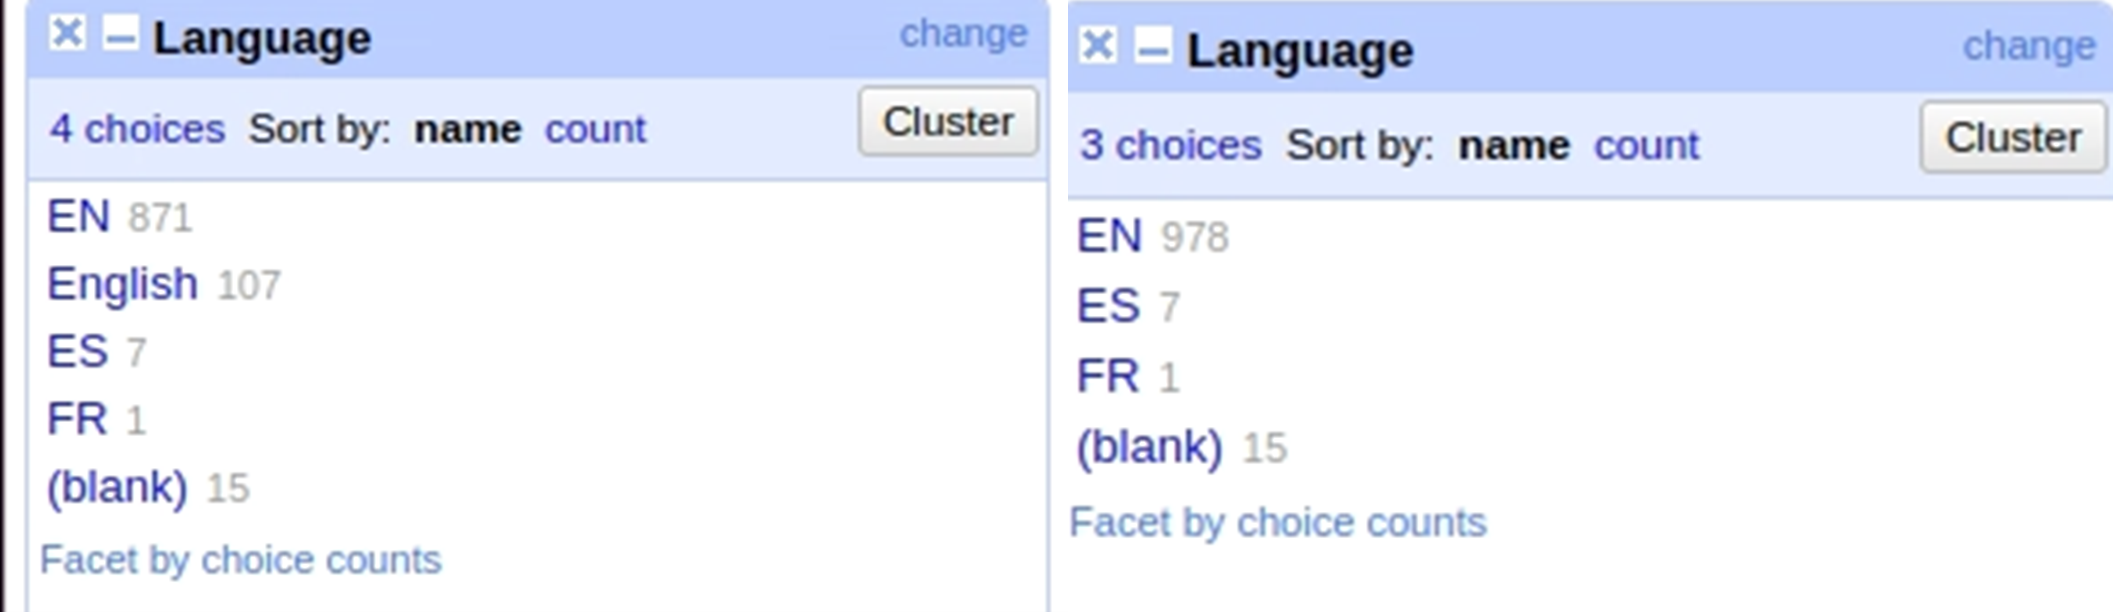 Language change
4 choices Sort by: name count Cluster
EN 871
English 107
ES 7
FR 1
(blank) 15
Facet by choice counts
Language change
3 choices Sort by: name count Cluster
EN 978
ES 7
FR 1
(blank) 15
Facet by choice counts